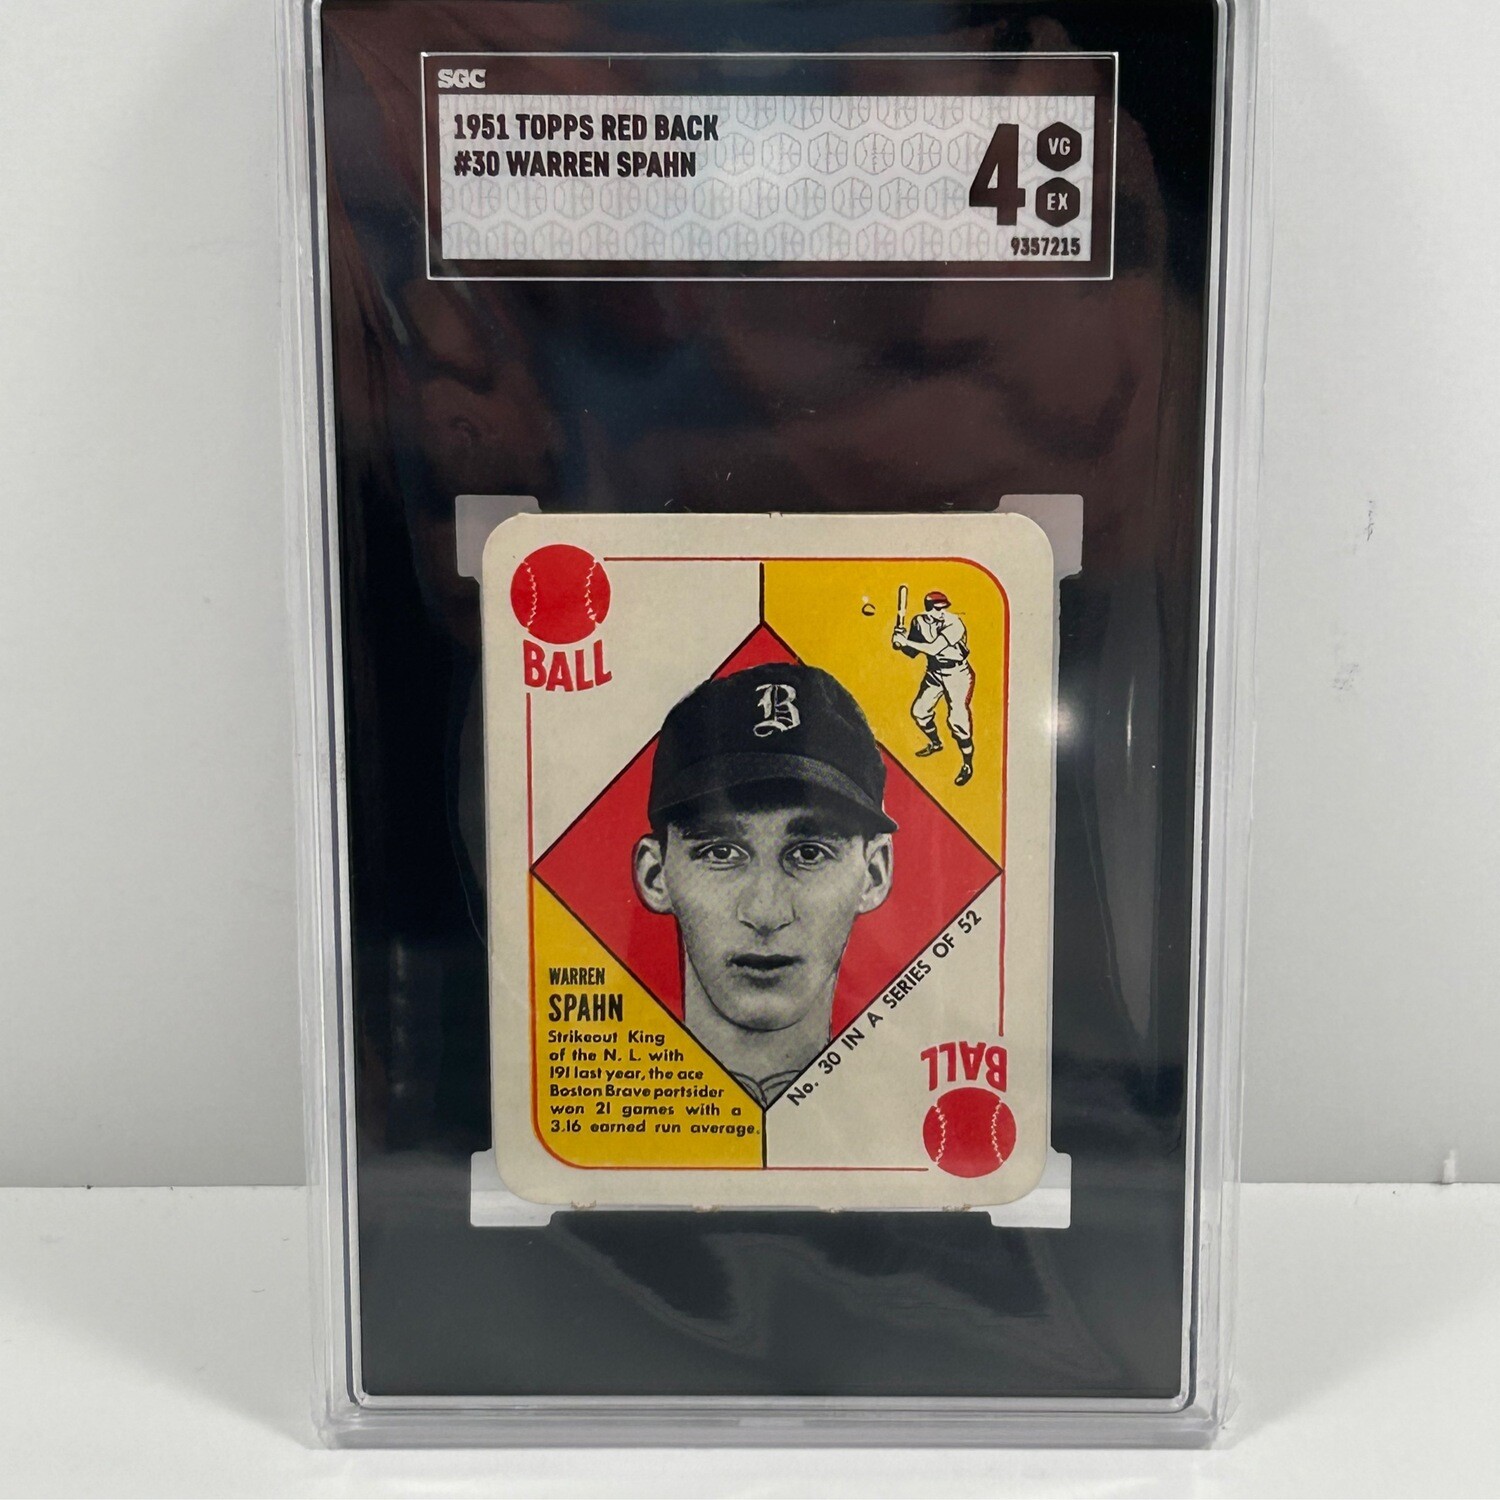 SGC
1951 TOPPS RED BACK
#30 WARREN SPAHN
4
VG
EX
9357215
BALL
B
WARREN
SPAHN
Strikeout King
of the N. L. with
191 last year, the ace
Boston Brave portsider
won 21 games with a
3.16 earned run average.
No. 30 IN A SERIES OF 52
BALL